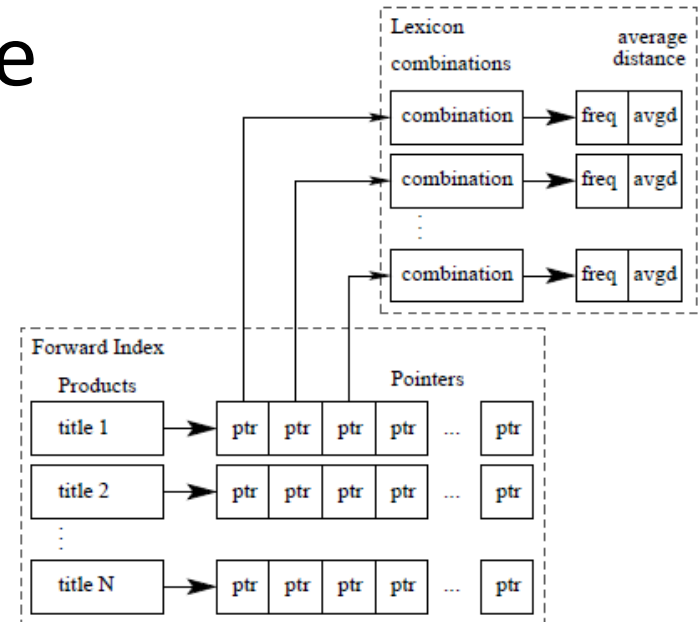 e
Lexicon
average
distance
combinations
combination freq avgd
combination freq avgd
⋮
combination freq avgd
Forward Index
Products
Pointers
title 1 ptr ptr ptr ptr ... ptr
title 2 ptr ptr ptr ptr ... ptr
⋮
title N ptr ptr ptr ptr ... ptr